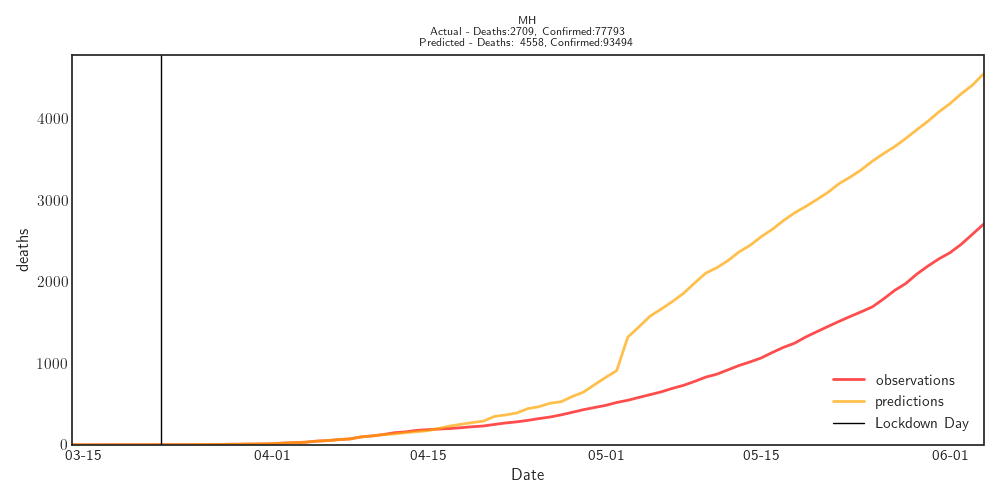 MH
Actual - Deaths:2709, Confirmed:77793
Predicted - Deaths: 4558, Confirmed:93494
4000
3000
2000
1000
0
deaths
observations
predictions
Lockdown Day
03-15 04-01 04-15 05-01 05-15 06-01
Date